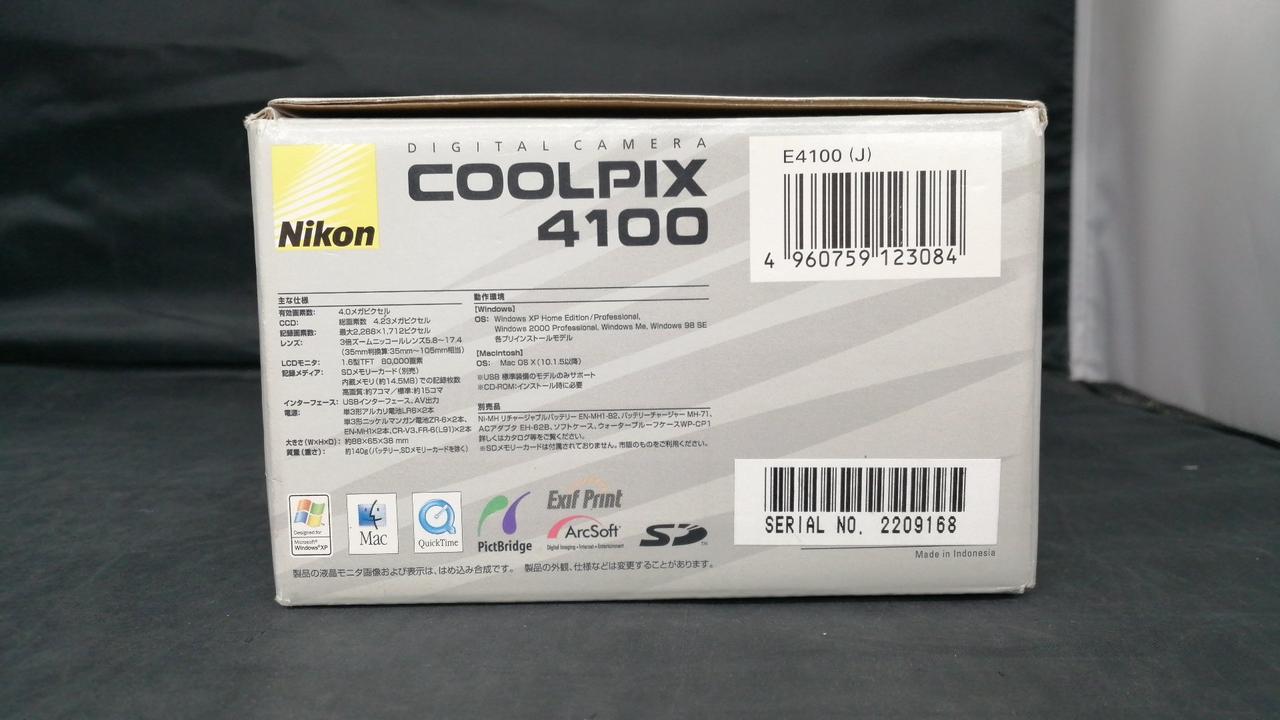 Nikon
DIGITAL CAMERA
COOLPIX
4100
E4100 (J)
4 960759 123084
主な仕様
有効画素数: 4.0メガピクセル
CCD: 総画素数 4.23メガピクセル
記録画素数: 最大2,288×1,712ピクセル
レンズ: 3倍ズームニッコールレンズ5.8〜17.4
(35mm判換算:35mm〜105mm相当)
LCDモニタ: 1.6型TFT 80,000画素
記録メディア: SDメモリーカード(別売)
内蔵メモリ(約14.5MB)での記録枚数
高画質:約7コマ/標準:約15コマ
インターフェース: USBインターフェース、AV出力
電源: 単3形アルカリ電池LR6×2本
単3形ニッケルマンガン電池ZR-6×2本、
EN-MH1×2本、CR-V3、FR-6(L91)×2本
大きさ(W×H×D): 約88×65×38 mm
質量(重さ): 約140g(バッテリー、SDメモリーカードを除く)
動作環境
[Windows]
OS: Windows XP Home Edition/Professional,
Windows 2000 Professional, Windows Me, Windows 98 SE
各プリインストールモデル
[Macintosh]
OS: Mac OS X(10.1.5以降)
※USB 標準装備のモデルのみサポート
※CD-ROM:インストール時に必要
別売品
Ni-MH リチャージャブルバッテリー EN-MH1-B2、バッテリーチャージャー MH-71、
ACアダプタ EH-62B、ソフトケース、ウォータープルーフケースWP-CP1
詳しくはカタログ等をご覧ください。
※SDメモリーカードは付属されておりません。市販のものをご利用ください。
Designed for
Microsoft®
Windows®XP
Mac
QuickTime
PictBridge
Exif Print
ArcSoft®
Digital Imaging • Internet • Entertainment
SD™
SERIAL NO. 2209168
Made in Indonesia
製品の液晶モニタ画像および表示は、はめ込み合成です。 製品の外観、仕様などは変更することがあります。